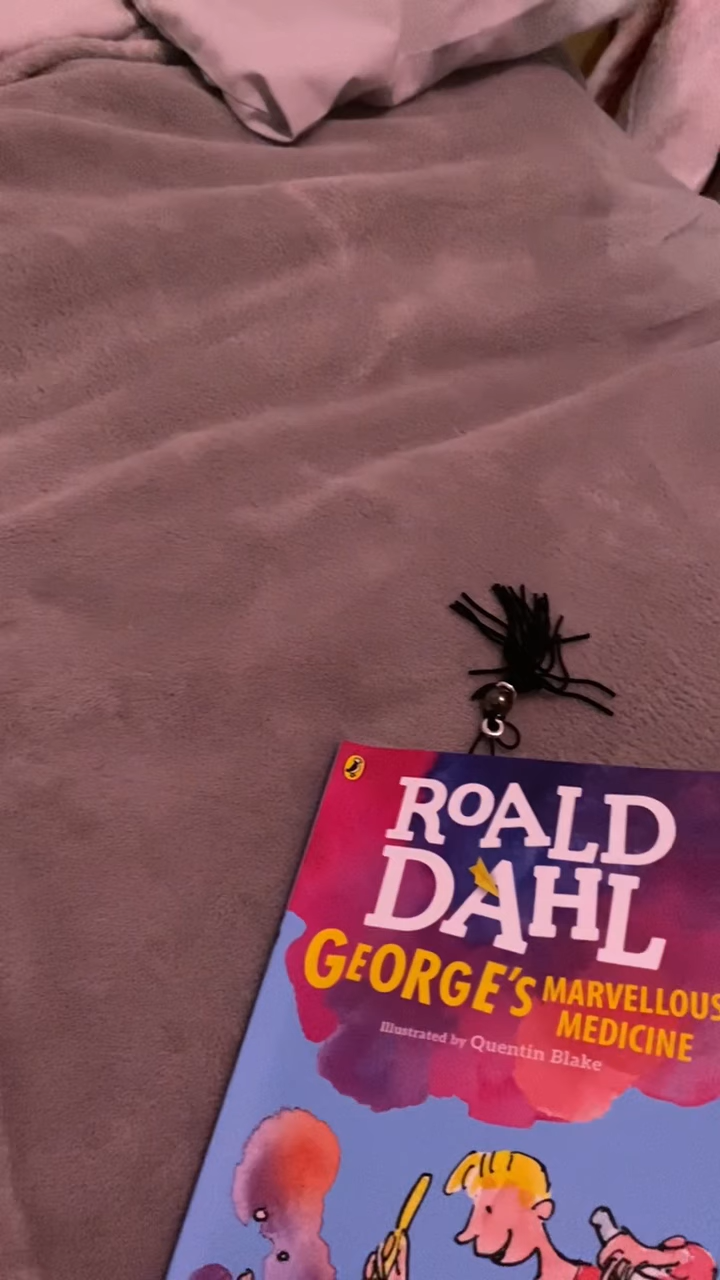 ROALD
DAHL
GEORGE'S MARVELLOUS
MEDICINE
Illustrated by Quentin Blake